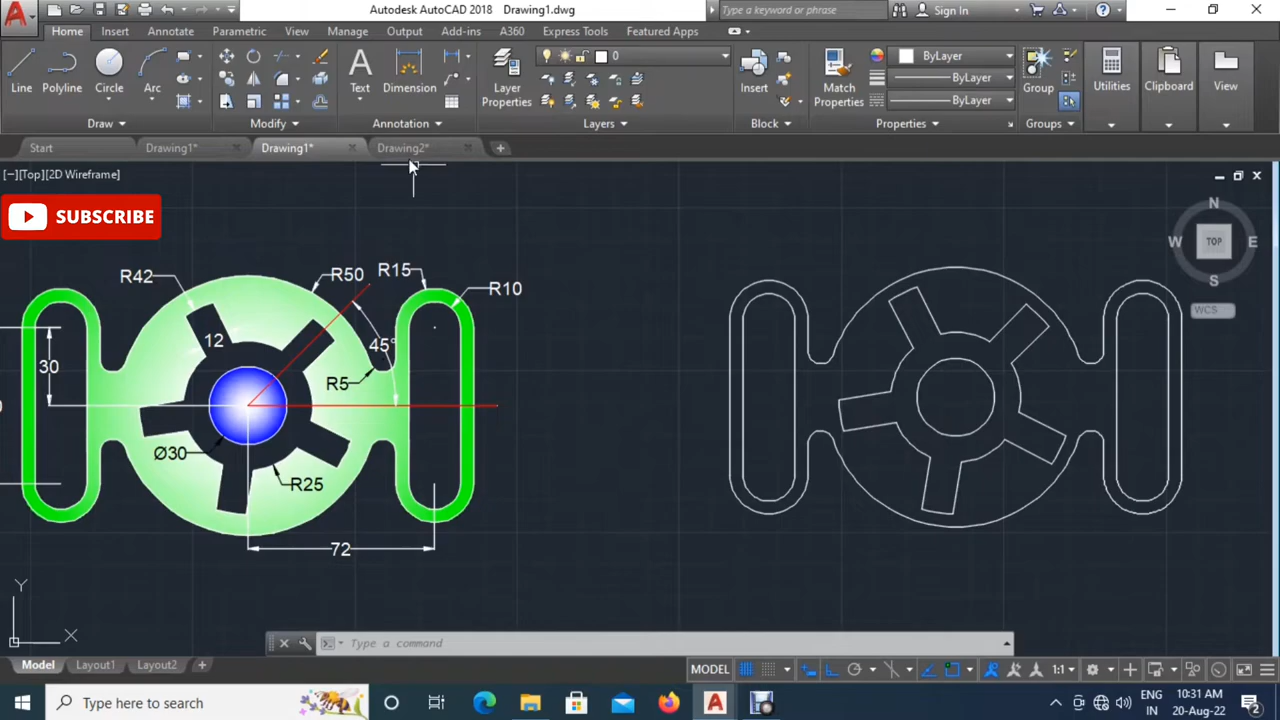 Autodesk AutoCAD 2018 Drawing1.dwg
Type a keyword or phrase
Sign In
Home Insert Annotate Parametric View Manage Output Add-ins A360 Express Tools Featured Apps
Line Polyline Circle Arc
Text Dimension
Layer Properties
0
Insert
Match Properties
ByLayer
ByLayer
ByLayer
Group
Utilities
Clipboard
View
Draw Modify Annotation Layers Block Properties Groups
Start Drawing1* Drawing1* Drawing2*
[−][Top][2D Wireframe]
SUBSCRIBE
N
W TOP E
S
WCS
R42 R50 R15 R10
12
45°
30
R5
Ø30
R25
72
Y
X
Type a command
Model Layout1 Layout2
MODEL
1:1
Type here to search
ENG
IN
10:31 AM
20-Aug-22
2